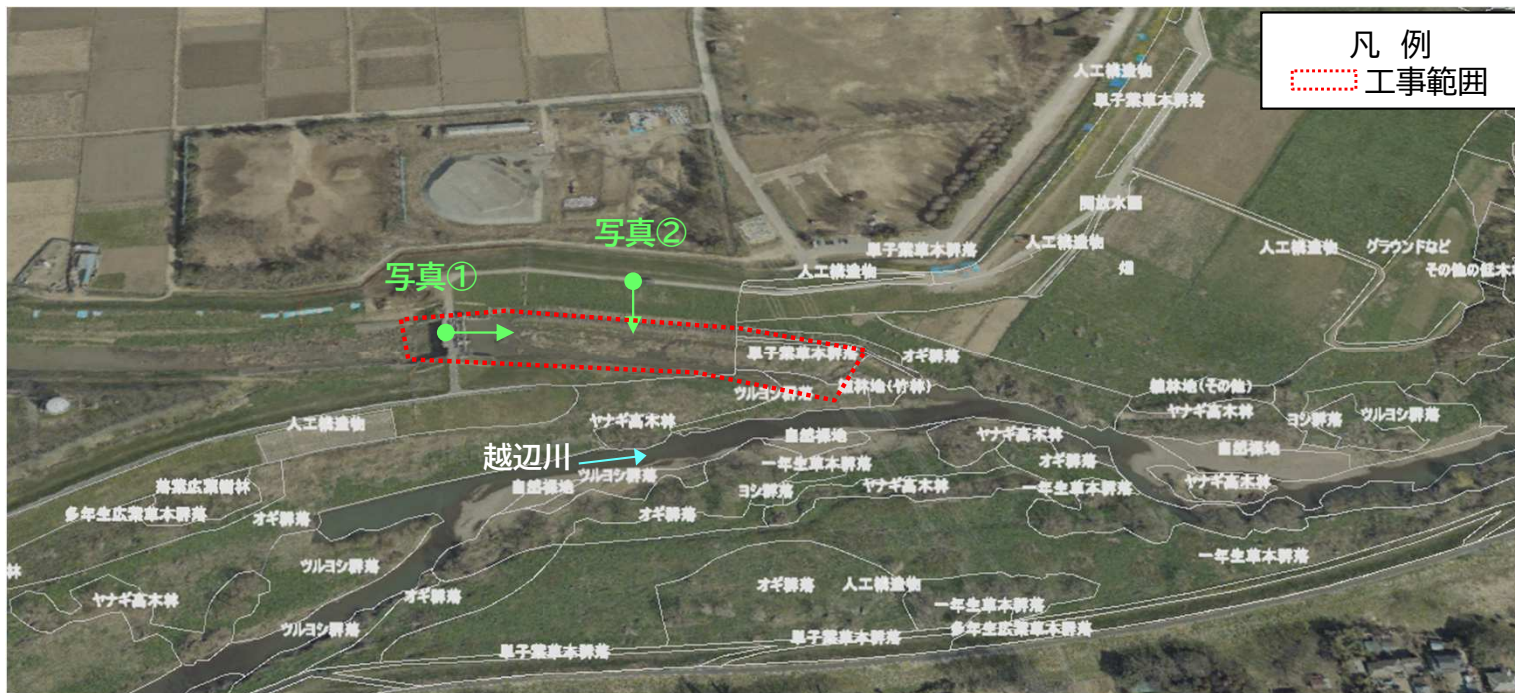 凡 例
工事範囲
人工構造物
単子葉草本群落
開放水面
写真②
単子葉草本群落
人工構造物
人工構造物
グラウンドなど
人工構造物
畑
その他の低木
写真①
単子葉草本群落
オギ群落
植林地(竹林)
植林地(その他)
ツルヨシ群落
ヤナギ高木林
ヨシ群落
ツルヨシ群落
人工構造物
ヤナギ高木林
自然裸地
ヤナギ高木林
自然裸地
越辺川
一年生草本群落
オギ群落
ツルヨシ群落
自然裸地
ヨシ群落
ヤナギ高木林
一年生草本群落
ヤナギ高木林
落葉広葉樹林
多年生広葉草本群落
オギ群落
オギ群落
一年生草本群落
ツルヨシ群落
林
ヤナギ高木林
オギ群落
オギ群落
人工構造物
一年生草本群落
ツルヨシ群落
単子葉草本群落
単子葉草本群落
多年生広葉草本群落